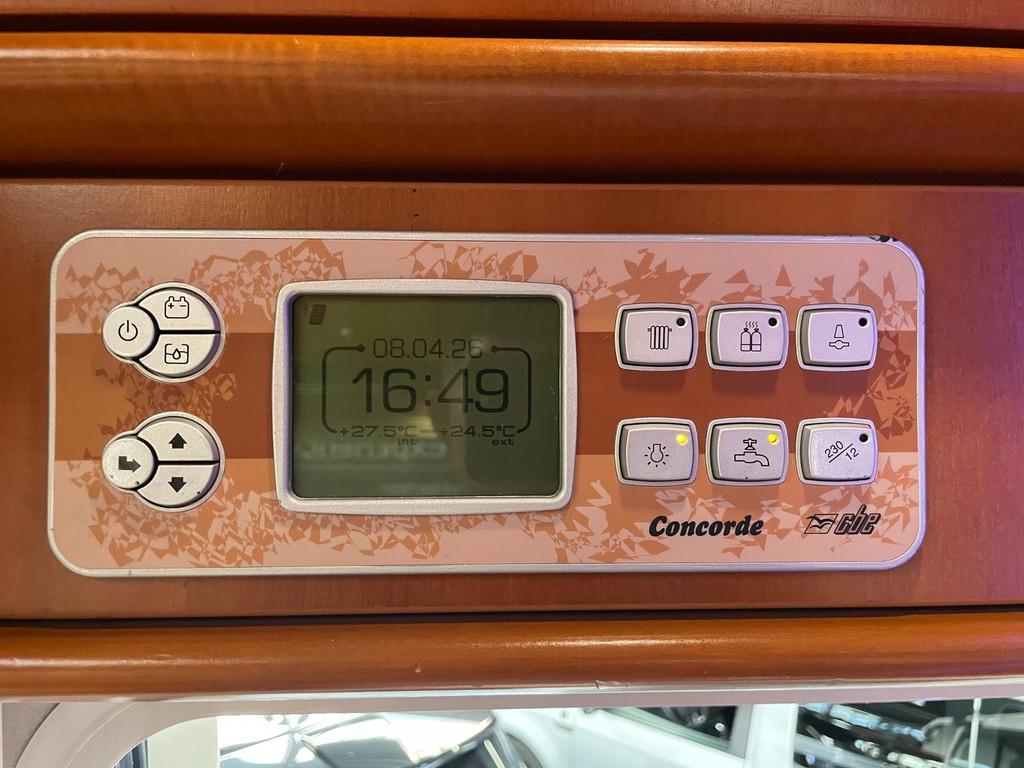 08.04.26
16:49
+27.5°C +24.5°C
int ext
230/12
Concorde cbe